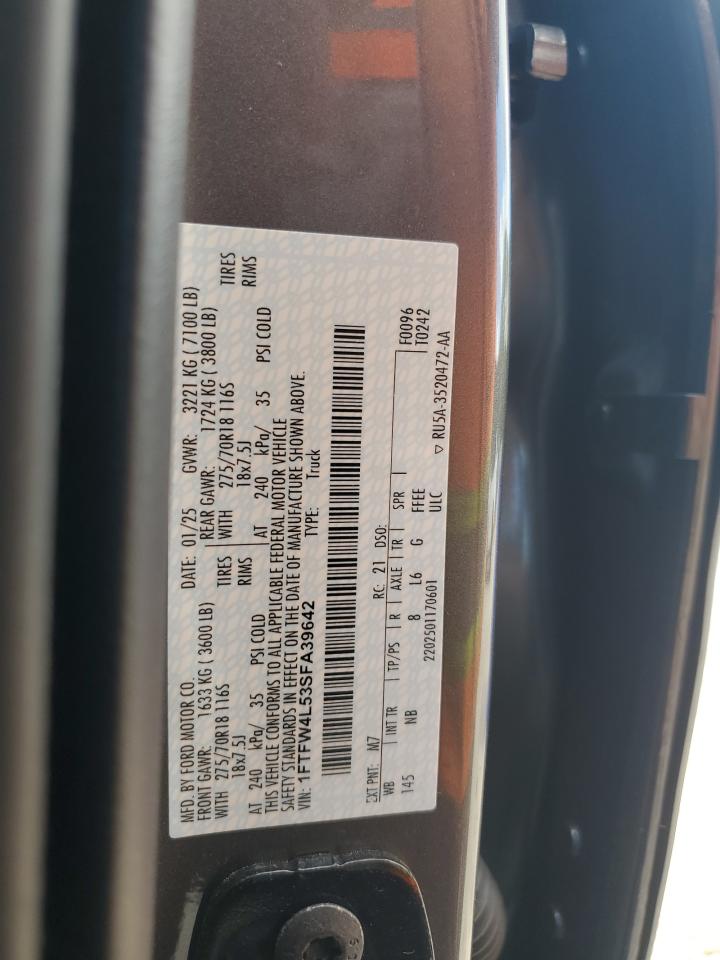 MFD. BY FORD MOTOR CO. DATE: 01/25 GVWR: 3221 KG ( 7100 LB)
FRONT GAWR: 1633 KG ( 3600 LB) REAR GAWR: 1724 KG ( 3800 LB)
WITH 275/70R18 116S TIRES WITH 275/70R18 116S TIRES
18x7.5J RIMS 18x7.5J RIMS
AT 240 kPa/ 35 PSI COLD AT 240 kPa/ 35 PSI COLD
THIS VEHICLE CONFORMS TO ALL APPLICABLE FEDERAL MOTOR VEHICLE
SAFETY STANDARDS IN EFFECT ON THE DATE OF MANUFACTURE SHOWN ABOVE.
VIN: 1FTFW4L53SFA39642 TYPE: Truck
EXT PNT: M7 RC: 21 DSO: F0096
WB INT TR TP/PS R AXLE TR SPR T0242
145 NB 8 L6 G FFEE
2202501170601 ULC ▽ RU5A-3520472-AA